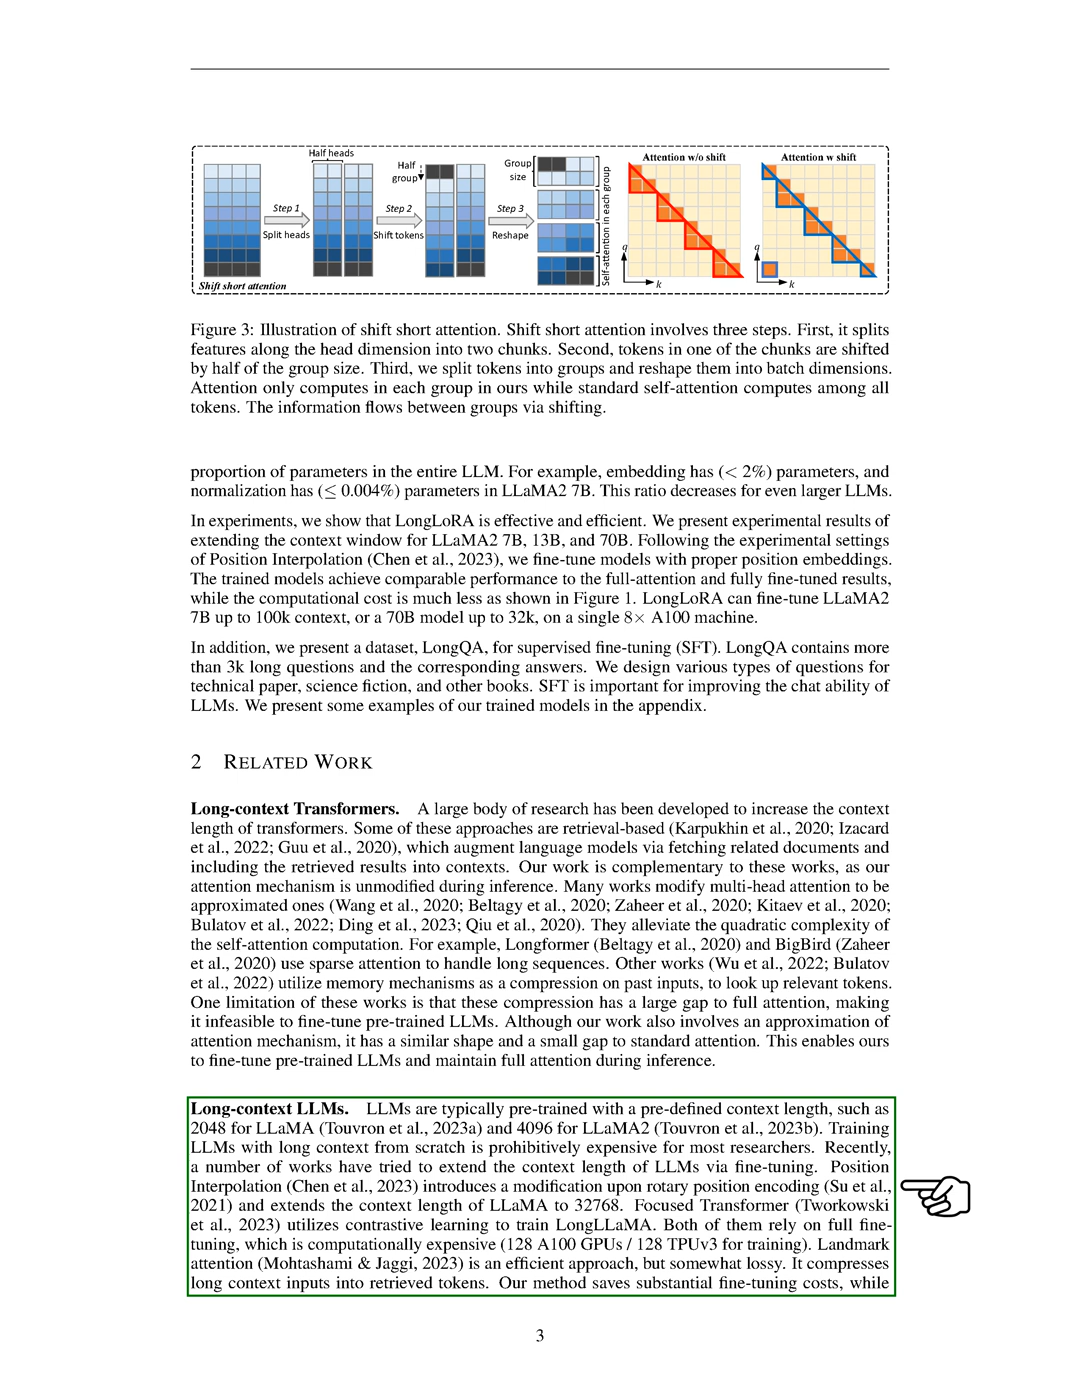 Half heads
Half
group
Group
size
Attention w/o shift
Attention w shift
Step 1
Step 2
Step 3
Split heads
Shift tokens
Reshape
Self-attention in each group
q
k
q
k
Shift short attention
Figure 3: Illustration of shift short attention. Shift short attention involves three steps. First, it splits
features along the head dimension into two chunks. Second, tokens in one of the chunks are shifted
by half of the group size. Third, we split tokens into groups and reshape them into batch dimensions.
Attention only computes in each group in ours while standard self-attention computes among all
tokens. The information flows between groups via shifting.
proportion of parameters in the entire LLM. For example, embedding has (< 2%) parameters, and
normalization has (≤ 0.004%) parameters in LLaMA2 7B. This ratio decreases for even larger LLMs.
In experiments, we show that LongLoRA is effective and efficient. We present experimental results of
extending the context window for LLaMA2 7B, 13B, and 70B. Following the experimental settings
of Position Interpolation (Chen et al., 2023), we fine-tune models with proper position embeddings.
The trained models achieve comparable performance to the full-attention and fully fine-tuned results,
while the computational cost is much less as shown in Figure 1. LongLoRA can fine-tune LLaMA2
7B up to 100k context, or a 70B model up to 32k, on a single 8× A100 machine.
In addition, we present a dataset, LongQA, for supervised fine-tuning (SFT). LongQA contains more
than 3k long questions and the corresponding answers. We design various types of questions for
technical paper, science fiction, and other books. SFT is important for improving the chat ability of
LLMs. We present some examples of our trained models in the appendix.
2 RELATED WORK
Long-context Transformers. A large body of research has been developed to increase the context
length of transformers. Some of these approaches are retrieval-based (Karpukhin et al., 2020; Izacard
et al., 2022; Guu et al., 2020), which augment language models via fetching related documents and
including the retrieved results into contexts. Our work is complementary to these works, as our
attention mechanism is unmodified during inference. Many works modify multi-head attention to be
approximated ones (Wang et al., 2020; Beltagy et al., 2020; Zaheer et al., 2020; Kitaev et al., 2020;
Bulatov et al., 2022; Ding et al., 2023; Qiu et al., 2020). They alleviate the quadratic complexity of
the self-attention computation. For example, Longformer (Beltagy et al., 2020) and BigBird (Zaheer
et al., 2020) use sparse attention to handle long sequences. Other works (Wu et al., 2022; Bulatov
et al., 2022) utilize memory mechanisms as a compression on past inputs, to look up relevant tokens.
One limitation of these works is that these compression has a large gap to full attention, making
it infeasible to fine-tune pre-trained LLMs. Although our work also involves an approximation of
attention mechanism, it has a similar shape and a small gap to standard attention. This enables ours
to fine-tune pre-trained LLMs and maintain full attention during inference.
Long-context LLMs. LLMs are typically pre-trained with a pre-defined context length, such as
2048 for LLaMA (Touvron et al., 2023a) and 4096 for LLaMA2 (Touvron et al., 2023b). Training
LLMs with long context from scratch is prohibitively expensive for most researchers. Recently,
a number of works have tried to extend the context length of LLMs via fine-tuning. Position
Interpolation (Chen et al., 2023) introduces a modification upon rotary position encoding (Su et al.,
2021) and extends the context length of LLaMA to 32768. Focused Transformer (Tworkowski
et al., 2023) utilizes contrastive learning to train LongLLaMA. Both of them rely on full fine-
tuning, which is computationally expensive (128 A100 GPUs / 128 TPUv3 for training). Landmark
attention (Mohtashami & Jaggi, 2023) is an efficient approach, but somewhat lossy. It compresses
long context inputs into retrieved tokens. Our method saves substantial fine-tuning costs, while
3